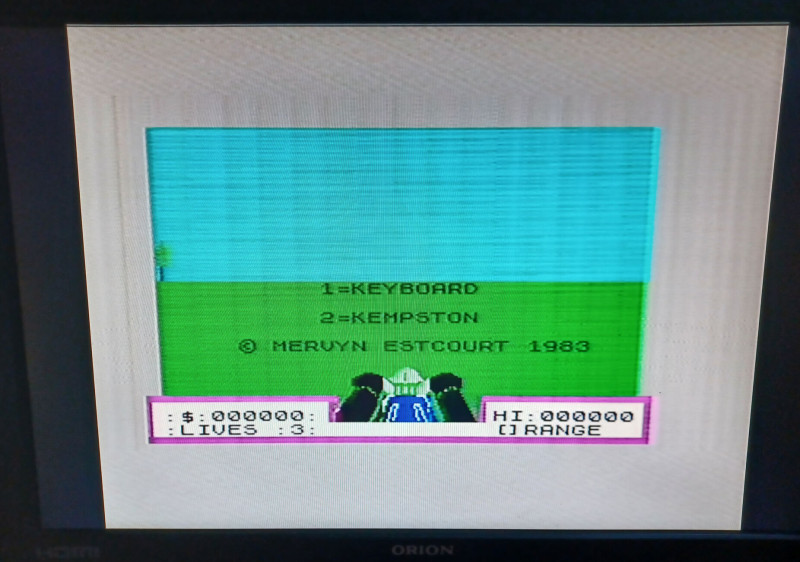 1=KEYBOARD
2=KEMPSTON
© MERVYN ESTCOURT 1983
:$:000000:
:LIVES :3:
HI:000000
[]RANGE
HDMI
ORION